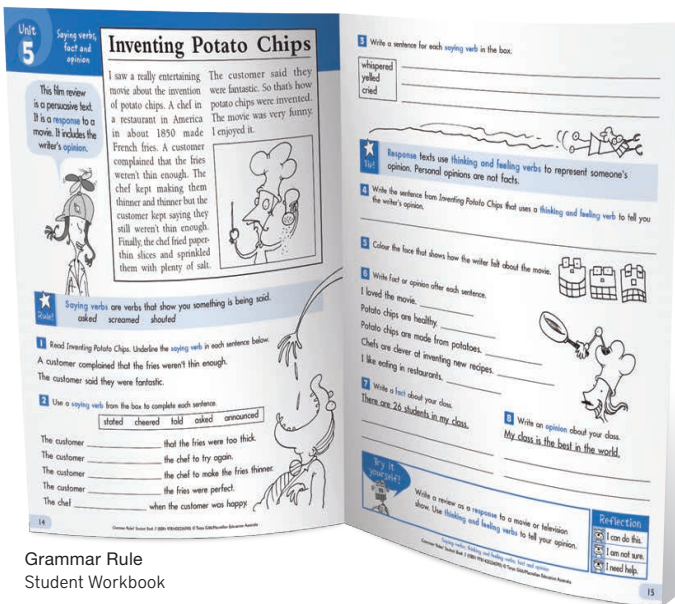 Unit
5
Saying verbs,
fact and
opinion
This film review
is a persuasive text.
It is a response to a
movie. It includes the
writer's opinion.
Inventing Potato Chips
I saw a really entertaining
movie about the invention
of potato chips. A chef in
a restaurant in America
in about 1850 made
French fries. A customer
complained that the fries
weren't thin enough. The
chef kept making them
thinner and thinner but the
customer kept saying they
still weren't thin enough.
Finally, the chef fried paper-
thin slices and sprinkled
them with plenty of salt.
The customer said they
were fantastic. So that's how
potato chips were invented.
The movie was very funny.
I enjoyed it.
Rule!
Saying verbs are verbs that show you something is being said.
asked screamed shouted
1 Read Inventing Potato Chips. Underline the saying verb in each sentence below.
A customer complained that the fries weren't thin enough.
The customer said they were fantastic.
2 Use a saying verb from the box to complete each sentence.
stated cheered told asked announced
The customer that the fries were too thick.
The customer the chef to try again.
The customer the chef to make the fries thinner.
The customer the fries were perfect.
The chef when the customer was happy.
14
3 Write a sentence for each saying verb in the box.
whispered
yelled
cried
Tip!
Response texts use thinking and feeling verbs to represent someone's
opinion. Personal opinions are not facts.
4 Write the sentence from Inventing Potato Chips that uses a thinking and feeling verb to tell you
the writer's opinion.
5 Colour the face that shows how the writer felt about the movie.
6 Write fact or opinion after each sentence.
I loved the movie.
Potato chips are healthy.
Potato chips are made from potatoes.
Chefs are clever at inventing new recipes.
I like eating in restaurants.
7 Write a fact about your class.
There are 26 students in my class.
8 Write an opinion about your class.
My class is the best in the world.
Try it
yourself!
Write a review as a response to a movie or television
show. Use thinking and feeling verbs to tell your opinion.
Reflection
I can do this.
I am not sure.
I need help.
Saying verbs; thinking and feeling verbs; fact and opinion
15
Grammar Rule
Student Workbook